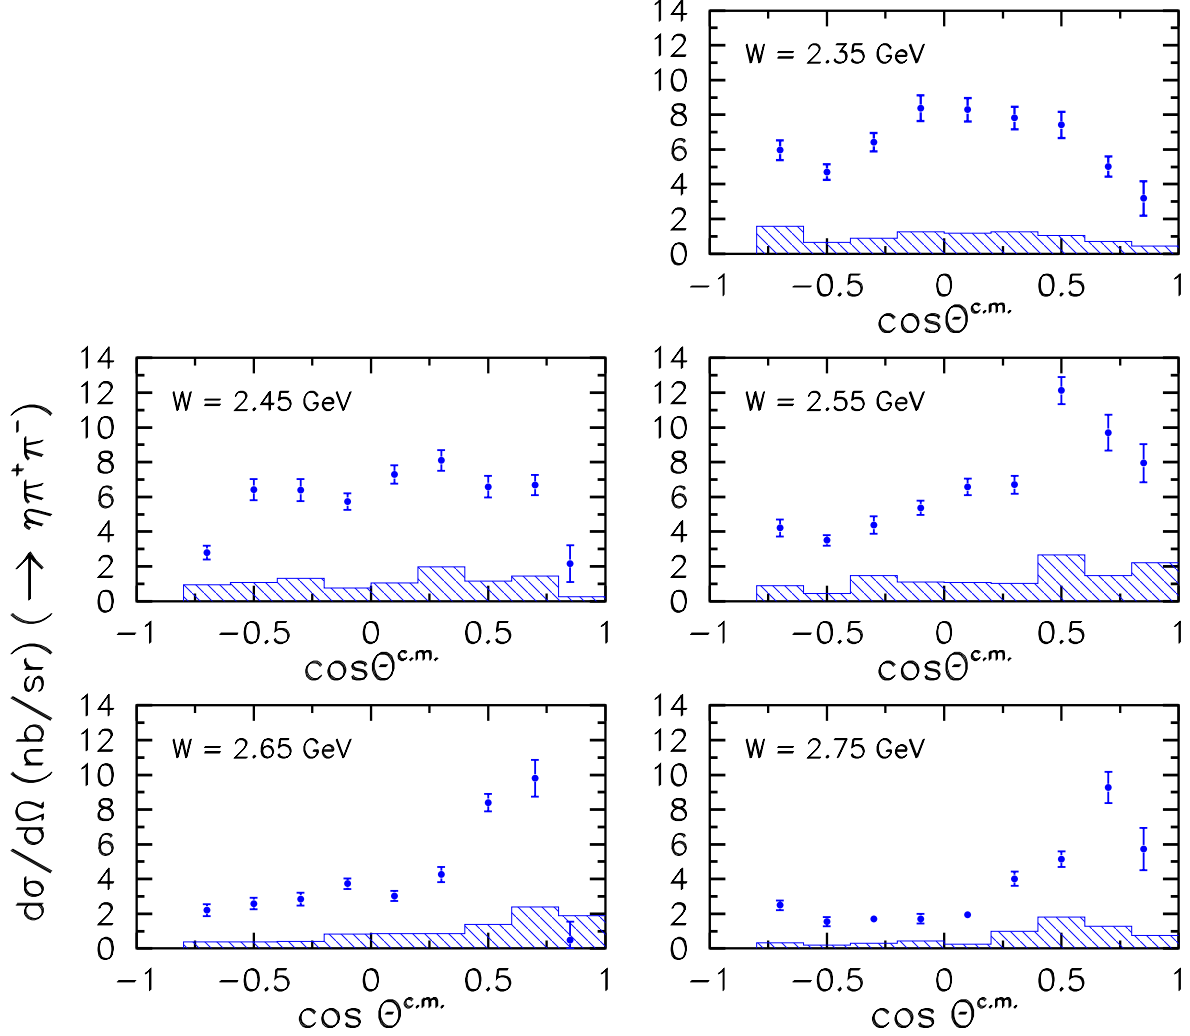 14
12
10
8
6
4
2
0
W = 2.35 GeV
−1 −0.5 0 0.5 1
cosΘ^c.m.
dσ/dΩ (nb/sr) ( → ηπ⁺π⁻)
14
12
10
8
6
4
2
0
W = 2.45 GeV
−1 −0.5 0 0.5 1
cosΘ^c.m.
14
12
10
8
6
4
2
0
W = 2.55 GeV
−1 −0.5 0 0.5 1
cosΘ^c.m.
14
12
10
8
6
4
2
0
W = 2.65 GeV
−1 −0.5 0 0.5 1
cos Θ^c.m.
14
12
10
8
6
4
2
0
W = 2.75 GeV
−1 −0.5 0 0.5 1
cos Θ^c.m.